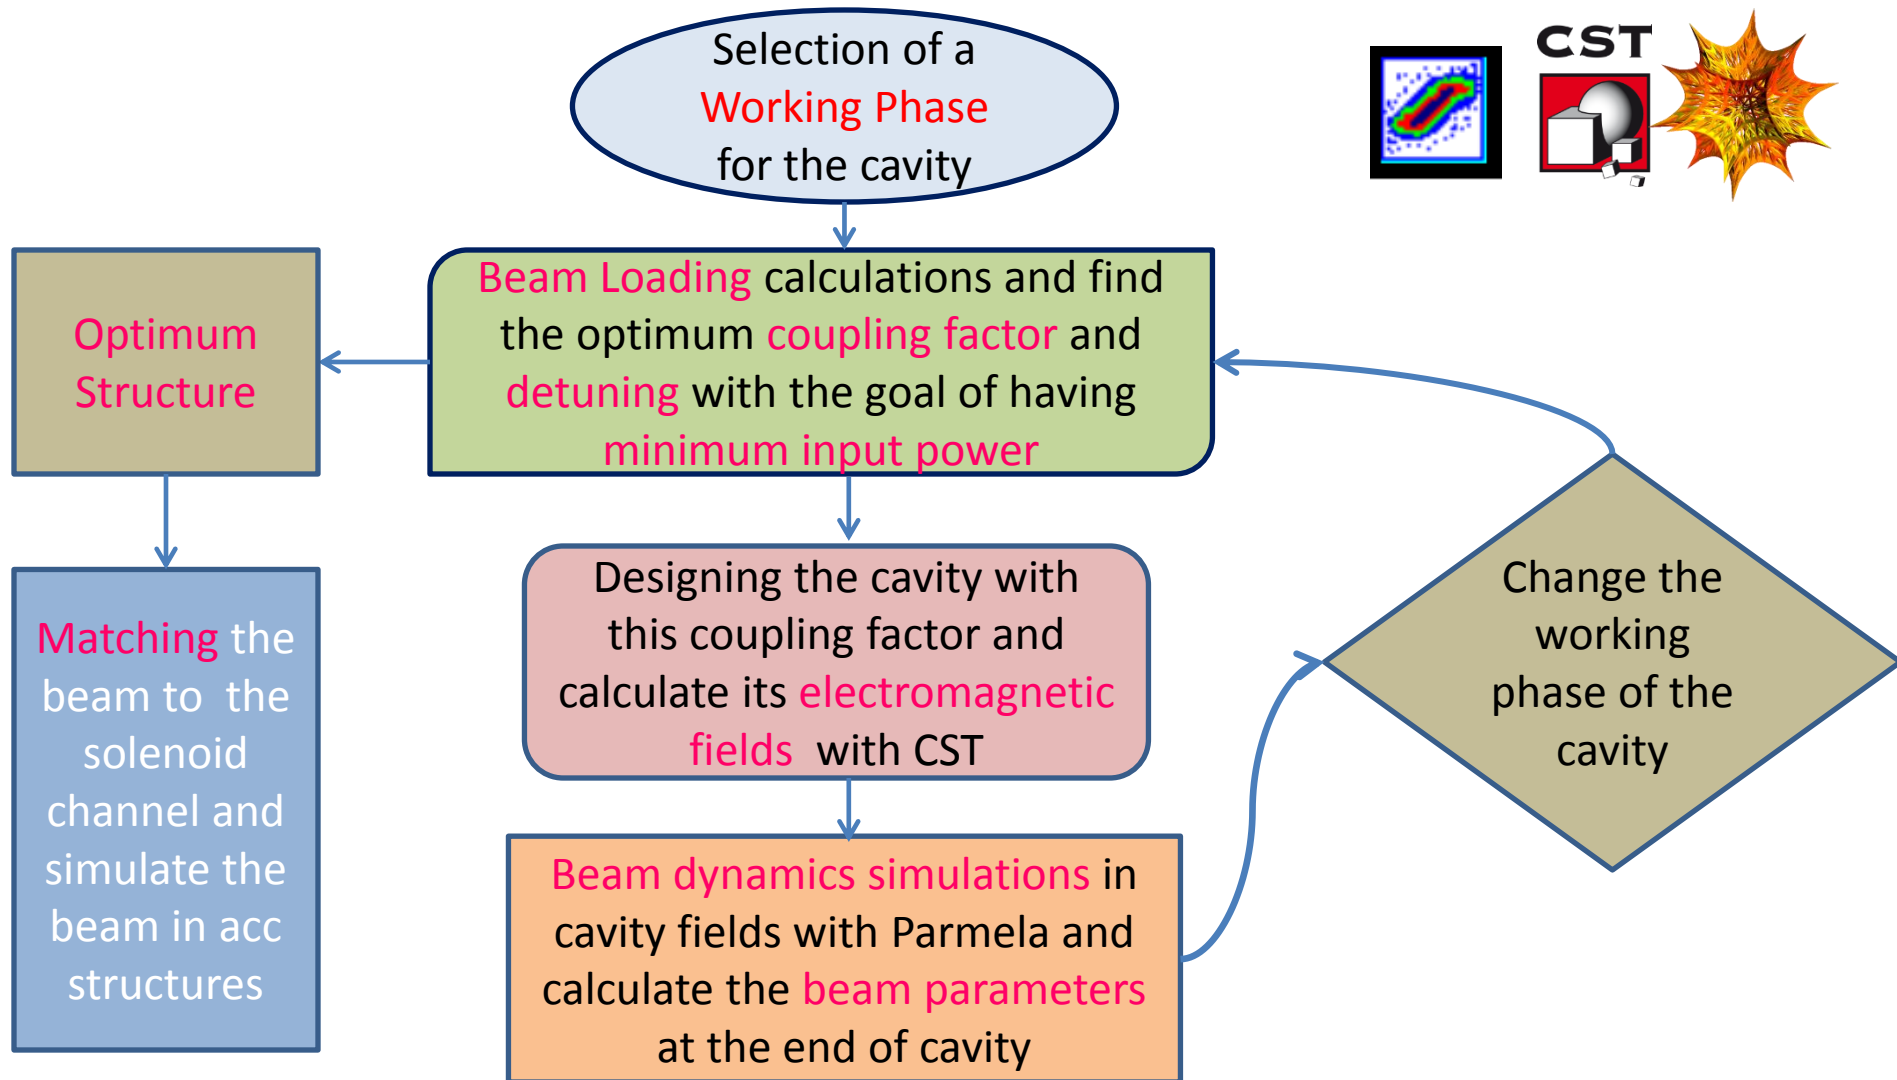 Selection of a
Working Phase
for the cavity
CST
Beam Loading calculations and find
the optimum coupling factor and
detuning with the goal of having
minimum input power
Optimum
Structure
Matching the
beam to  the
solenoid
channel and
simulate the
beam in acc
structures
Designing the cavity with
this coupling factor and
calculate its electromagnetic
fields  with CST
Change the
working
phase of the
cavity
Beam dynamics simulations in
cavity fields with Parmela and
calculate the beam parameters
at the end of cavity